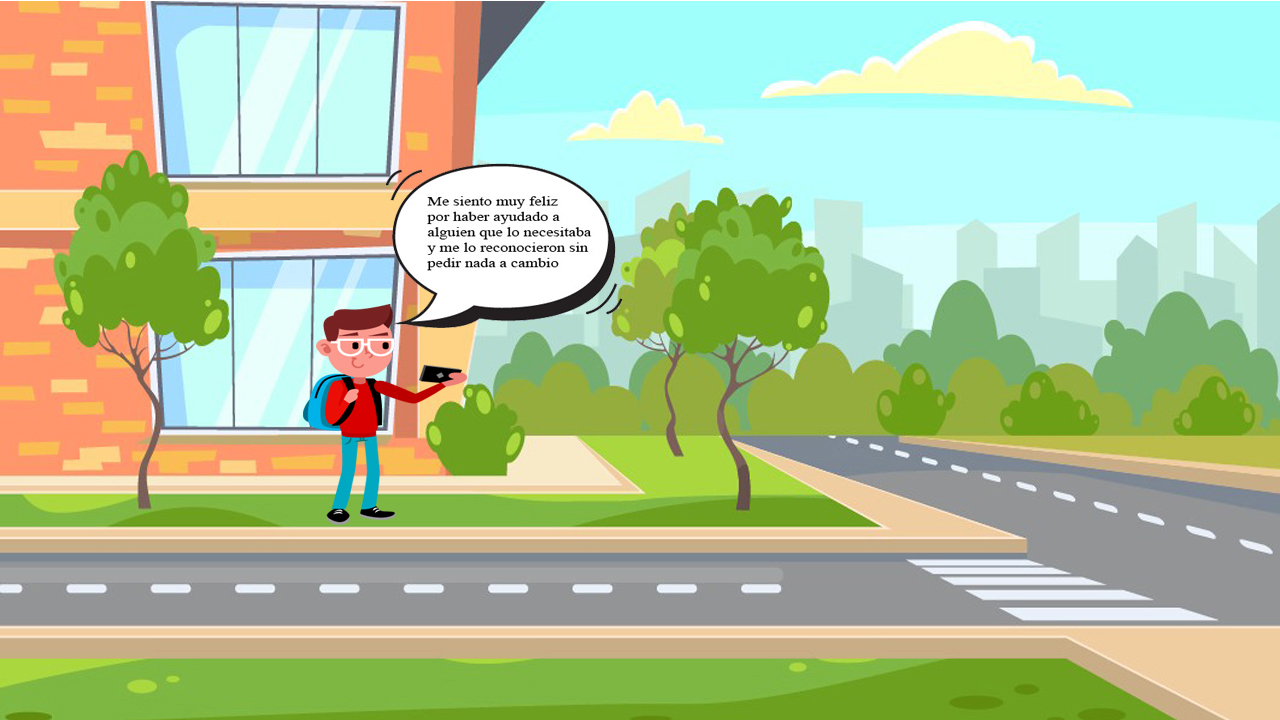 Me siento muy feliz
por haber ayudado a
alguien que lo necesitaba
y me lo reconocieron sin
pedir nada a cambio